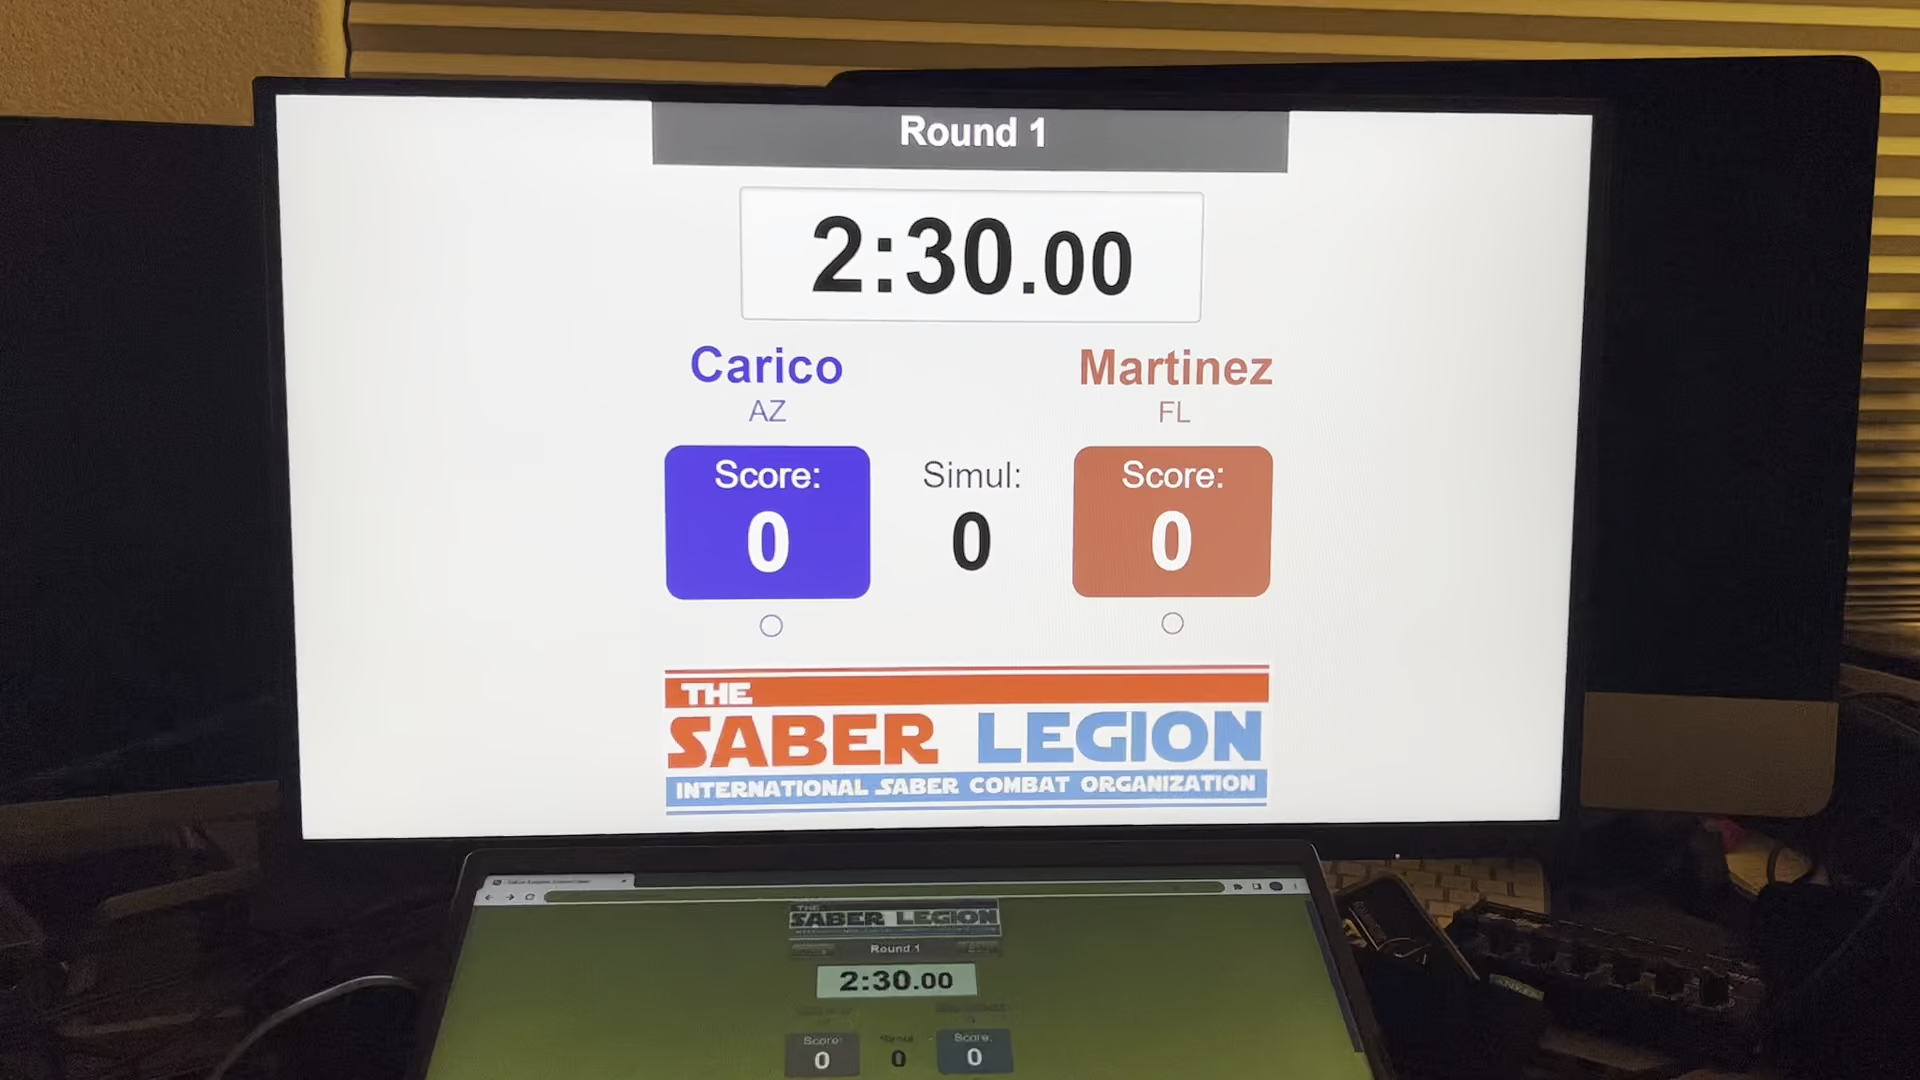 Round 1
2:30.00
Carico
Martinez
AZ
FL
Score:
Simul:
Score:
0
0
0
THE
SABER LEGION
INTERNATIONAL SABER COMBAT ORGANIZATION
THE
SABER LEGION
Round 1
2:30.00
Score:
Simul
Score:
0
0
0